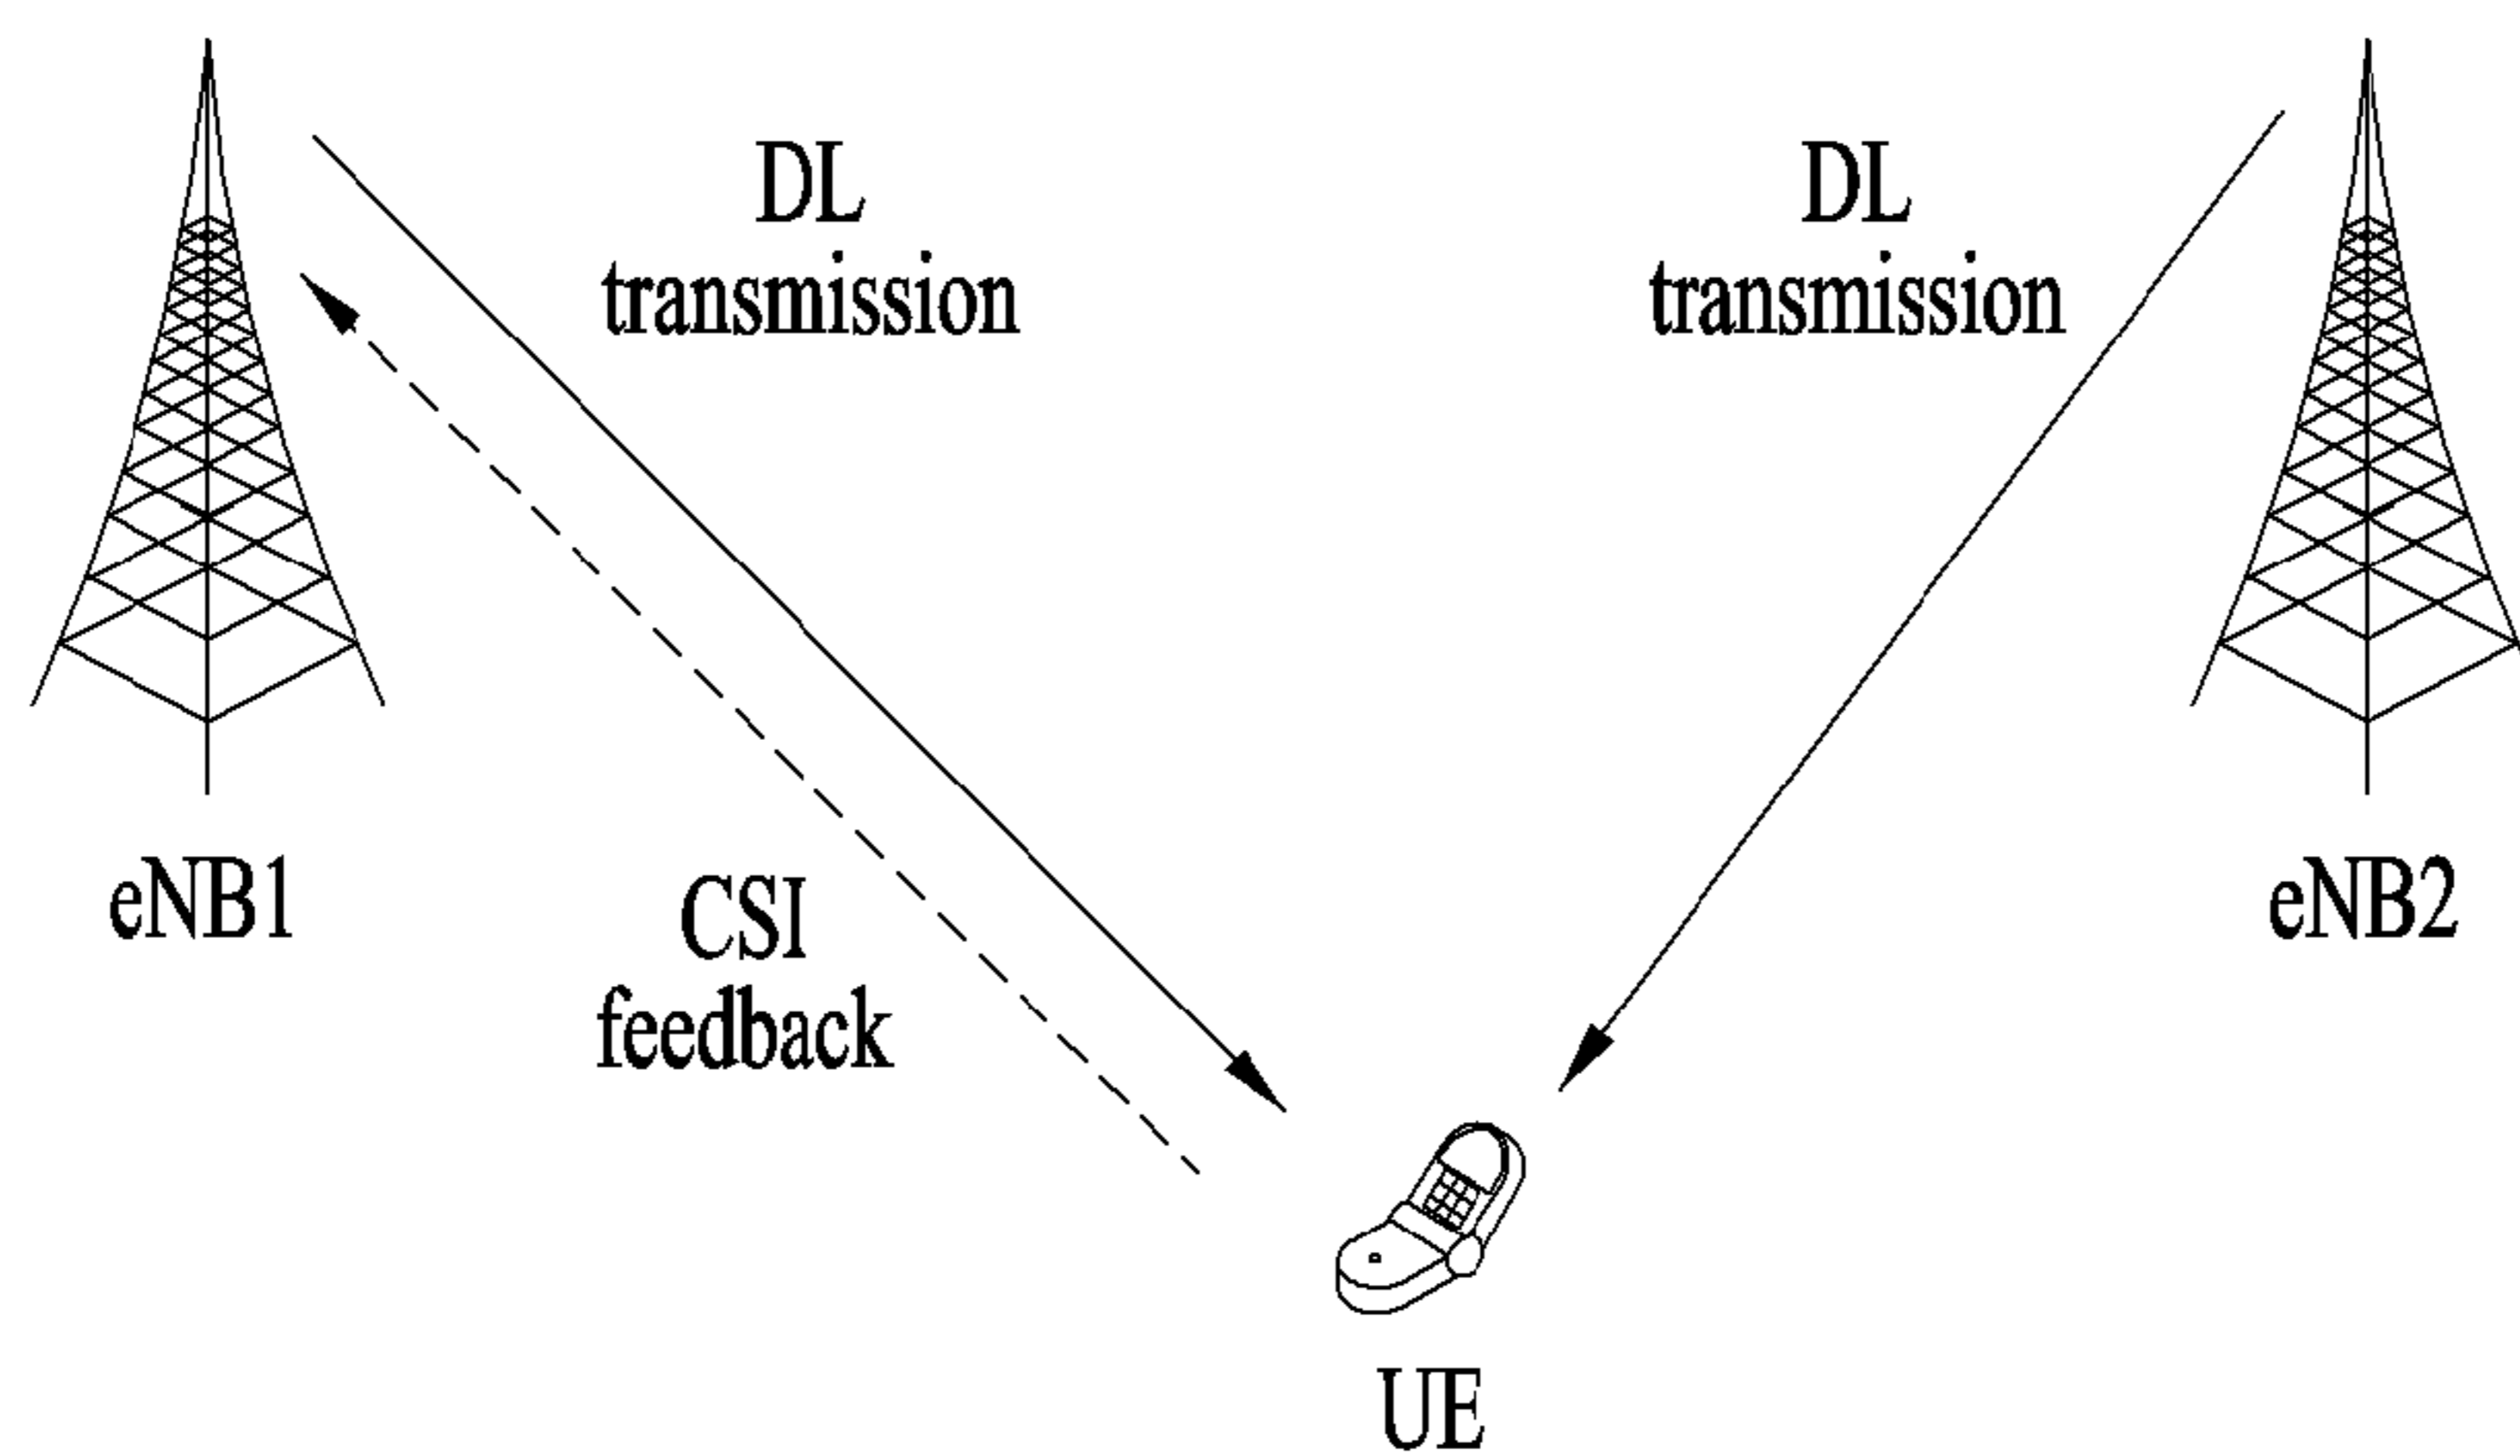 DL
transmission
DL
transmission
eNB1
CSI
feedback
eNB2
UE